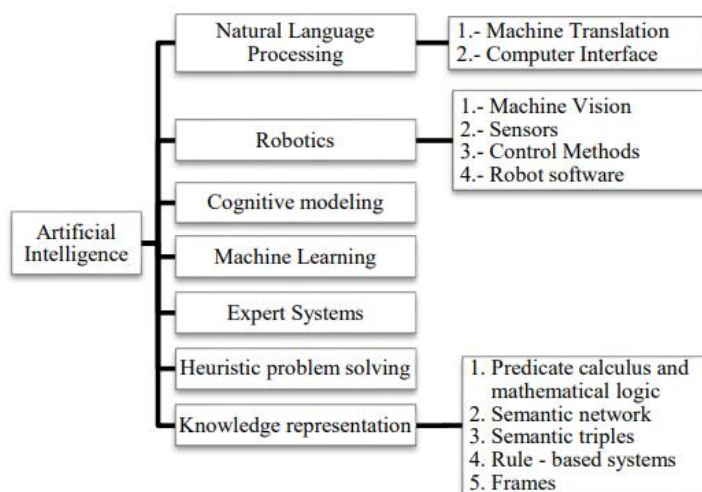 Natural Language
Processing
1.- Machine Translation
2.- Computer Interface
Robotics
1.- Machine Vision
2.- Sensors
3.- Control Methods
4.- Robot software
Cognitive modeling
Artificial
Intelligence
Machine Learning
Expert Systems
Heuristic problem solving
Knowledge representation
1. Predicate calculus and
mathematical logic
2. Semantic network
3. Semantic triples
4. Rule - based systems
5. Frames